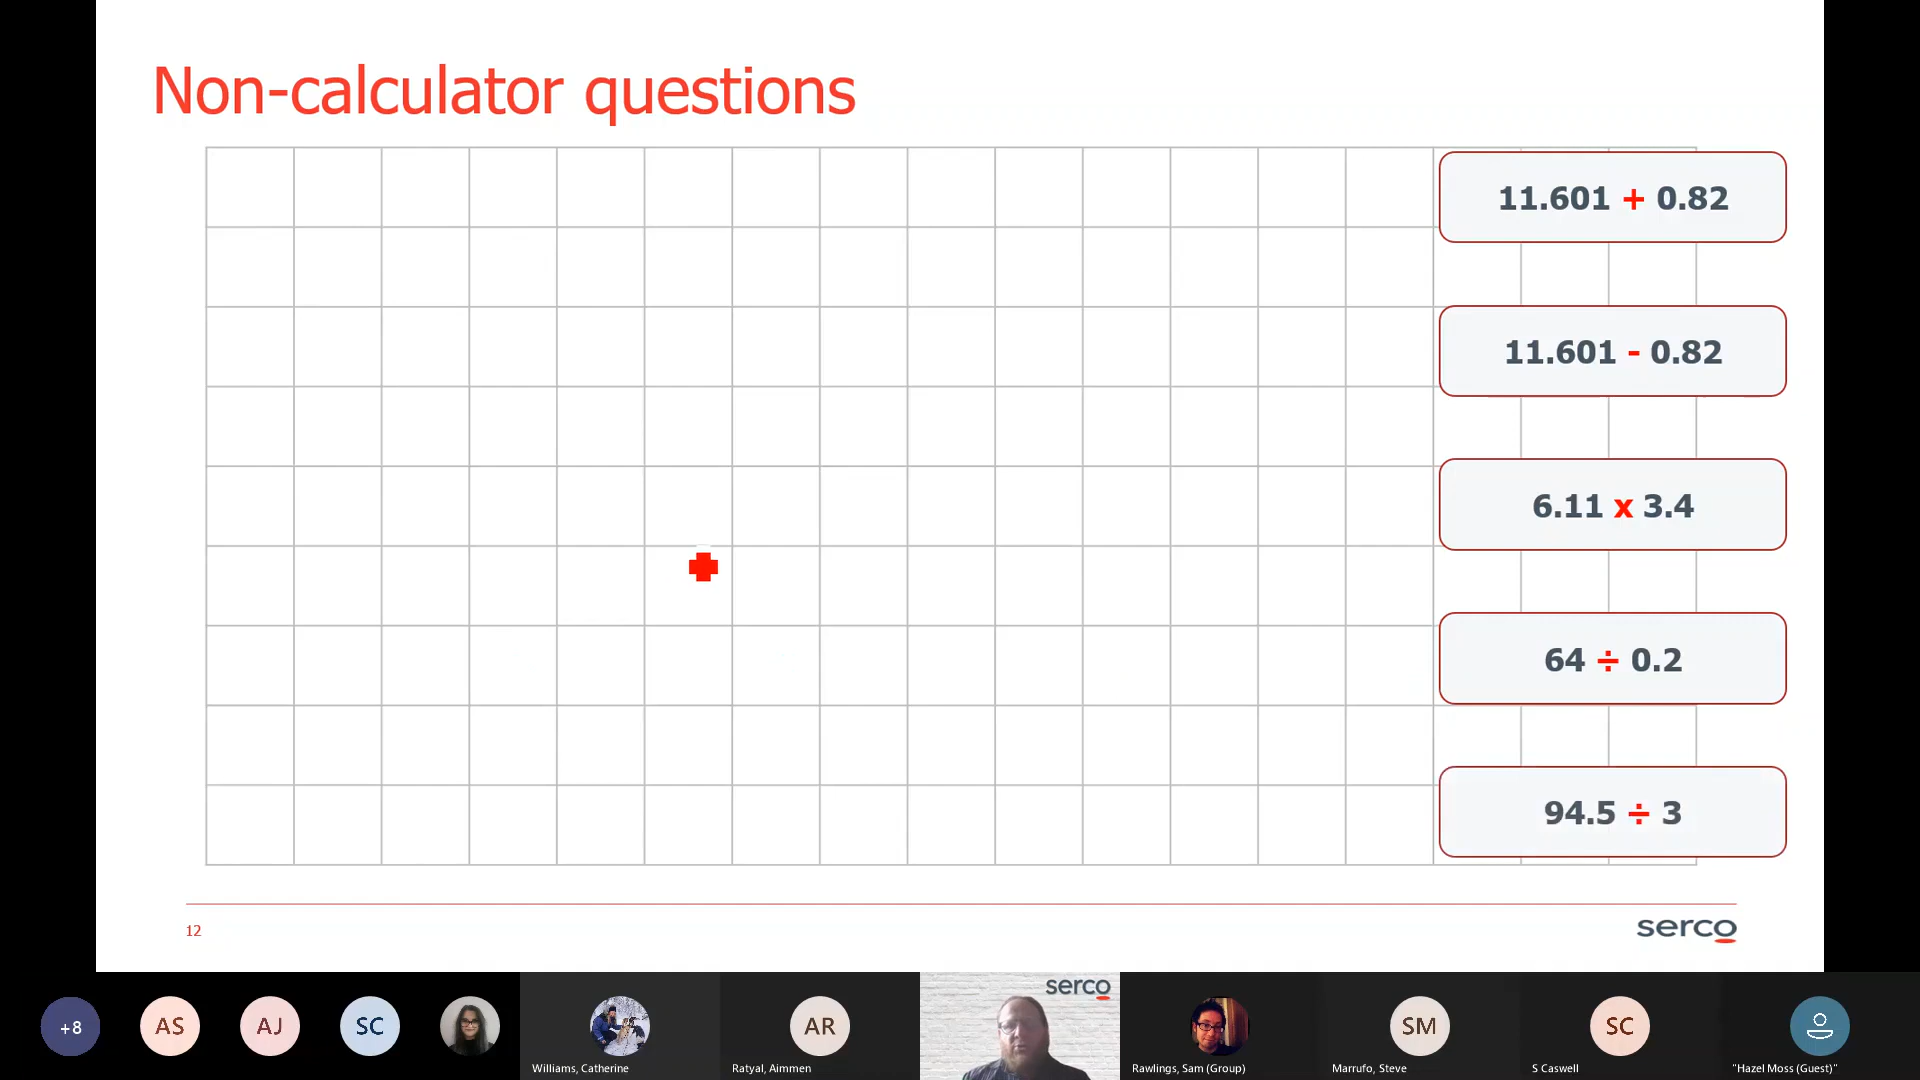 Non-calculator questions
11.601 + 0.82
11.601 - 0.82
6.11 x 3.4
64 ÷ 0.2
94.5 ÷ 3
12
serco
serco
+8
AS
AJ
SC
AR
SM
SC
Williams, Catherine
Ratyal, Aimmen
Rawlings, Sam (Group)
Marrufo, Steve
S Caswell
"Hazel Moss (Guest)"